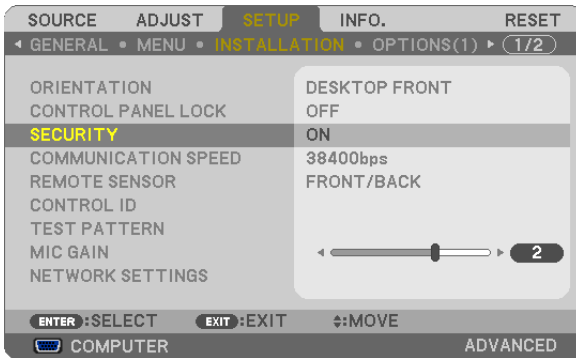 SOURCE ADJUST SETUP INFO. RESET
GENERAL • MENU • INSTALLATION • OPTIONS(1) 1/2
ORIENTATION DESKTOP FRONT
CONTROL PANEL LOCK OFF
SECURITY ON
COMMUNICATION SPEED 38400bps
REMOTE SENSOR FRONT/BACK
CONTROL ID
TEST PATTERN
MIC GAIN 2
NETWORK SETTINGS
ENTER :SELECT EXIT :EXIT :MOVE
COMPUTER ADVANCED